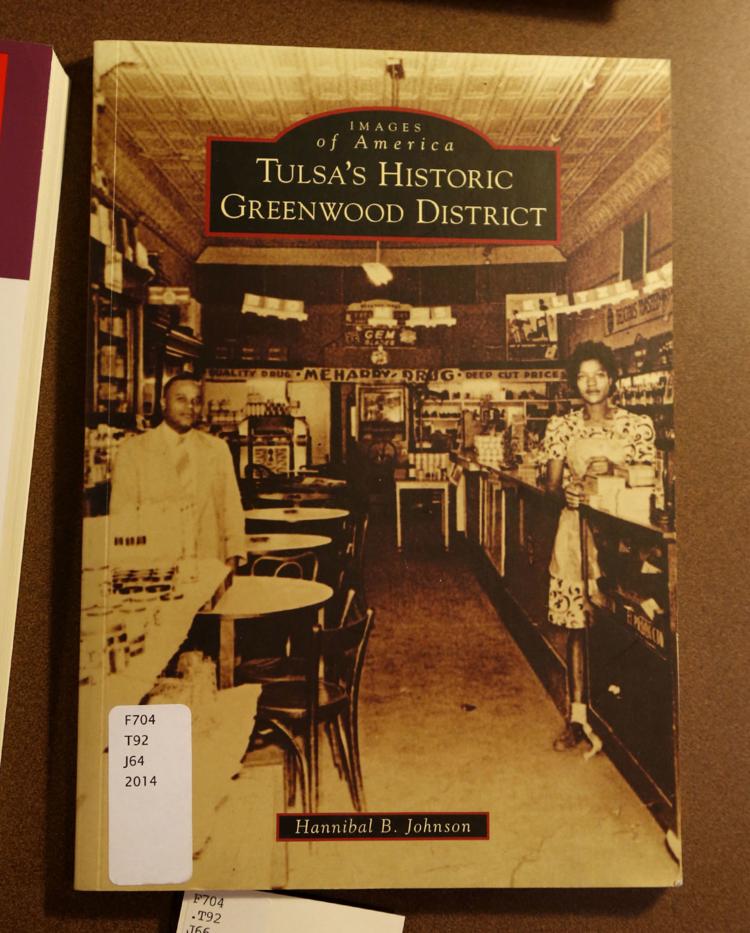 IMAGES
of America
TULSA'S HISTORIC
GREENWOOD DISTRICT
GEM
QUALITY DRUG · MEHARRY DRUG · DEEP CUT PRICES
Hannibal B. Johnson
F704
T92
J64
2014
F704
.T92
J66